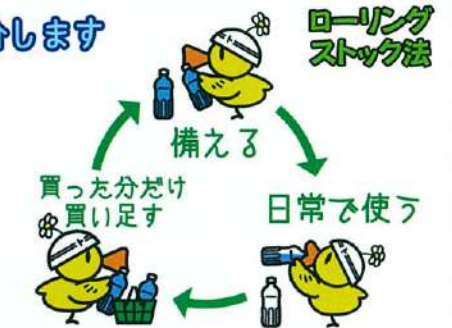 介します
ローリング
ストック法
備える
買った分だけ
買い足す
日常で使う